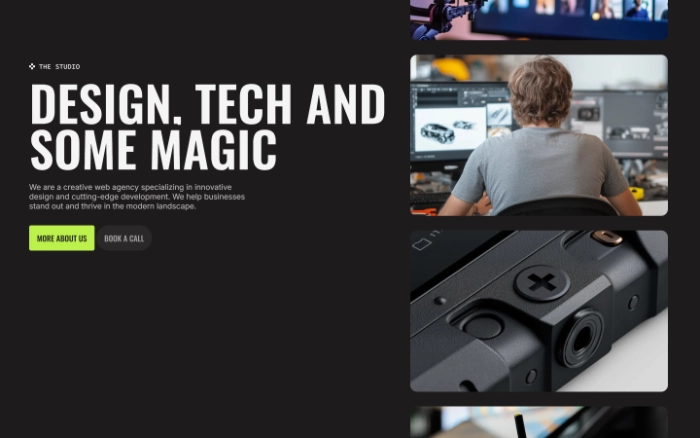 THE STUDIO
DESIGN, TECH AND
SOME MAGIC
We are a creative web agency specializing in innovative
design and cutting-edge development. We help businesses
stand out and thrive in the modern landscape.
MORE ABOUT US
BOOK A CALL